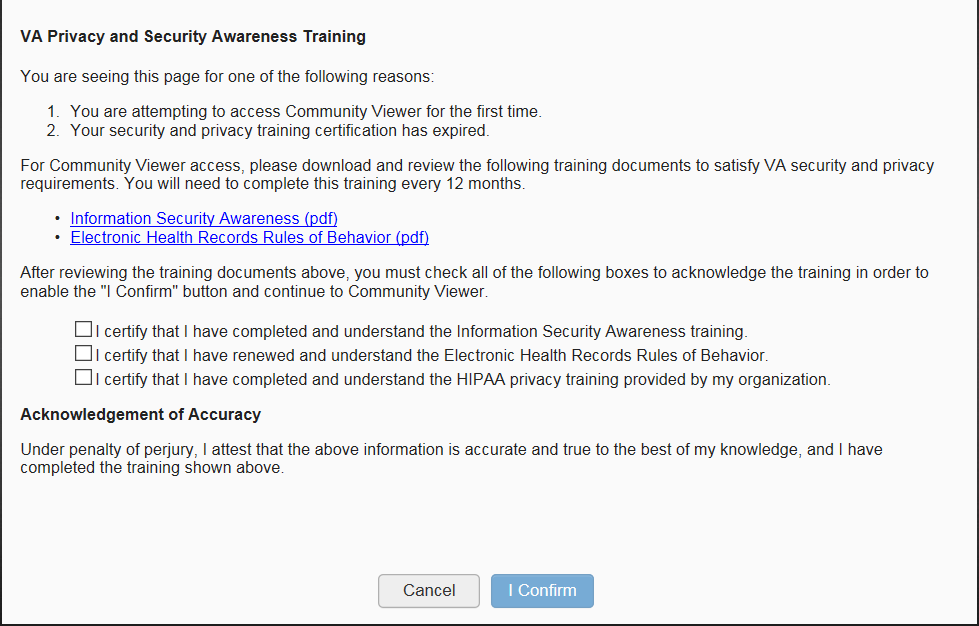 VA Privacy and Security Awareness Training
You are seeing this page for one of the following reasons:
1. You are attempting to access Community Viewer for the first time.
2. Your security and privacy training certification has expired.
For Community Viewer access, please download and review the following training documents to satisfy VA security and privacy
requirements. You will need to complete this training every 12 months.
• Information Security Awareness (pdf)
• Electronic Health Records Rules of Behavior (pdf)
After reviewing the training documents above, you must check all of the following boxes to acknowledge the training in order to
enable the "I Confirm" button and continue to Community Viewer.
I certify that I have completed and understand the Information Security Awareness training.
I certify that I have renewed and understand the Electronic Health Records Rules of Behavior.
I certify that I have completed and understand the HIPAA privacy training provided by my organization.
Acknowledgement of Accuracy
Under penalty of perjury, I attest that the above information is accurate and true to the best of my knowledge, and I have
completed the training shown above.
Cancel I Confirm